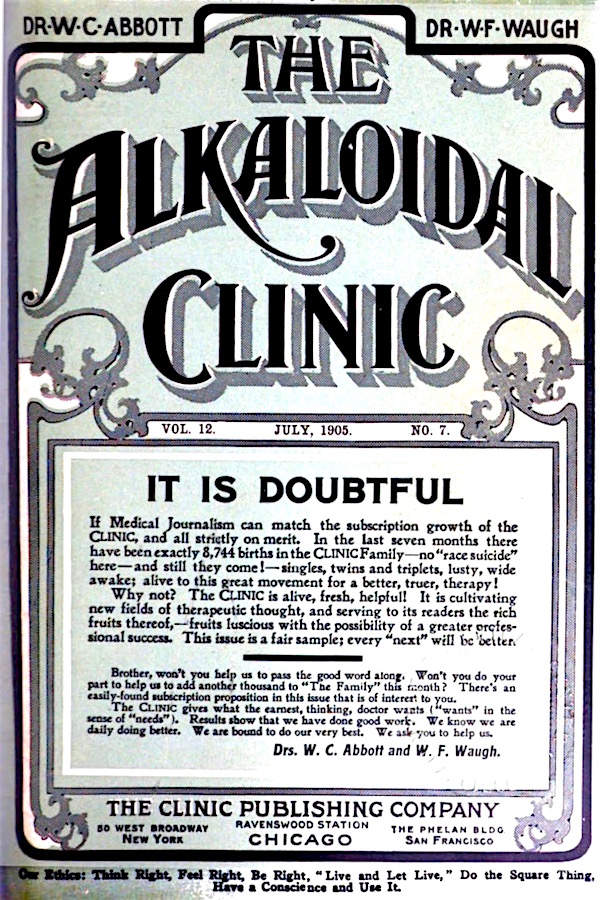 DR·W·C·ABBOTT
DR·W·F·WAUGH
THE
ALKALOIDAL
CLINIC
VOL. 12. JULY, 1905. NO. 7.
IT IS DOUBTFUL
If Medical Journalism can match the subscription growth of the
CLINIC, and all strictly on merit. In the last seven months there
have been exactly 8,744 births in the CLINIC Family—no "race suicide"
here—and still they come!—singles, twins and triplets, lusty, wide
awake; alive to this great movement for a better, truer, therapy!
Why not? The CLINIC is alive, fresh, helpful! It is cultivating
new fields of therapeutic thought, and serving to its readers the rich
fruits thereof,—fruits luscious with the possibility of a greater profes-
sional success. This issue is a fair sample; every "next" will be better.
Brother, won't you help us to pass the good word along. Won't you do your
part to help us to add another thousand to "The Family" this month? There's an
easily-found subscription proposition in this issue that is of interest to you.
The CLINIC gives what the earnest, thinking, doctor wants ("wants" in the
sense of "needs"). Results show that we have done good work. We know we are
daily doing better. We are bound to do our very best. We ask you to help us.
Drs. W. C. Abbott and W. F. Waugh.
THE CLINIC PUBLISHING COMPANY
50 WEST BROADWAY
NEW YORK
RAVENSWOOD STATION
CHICAGO
THE PHELAN BLDG
SAN FRANCISCO
Our Ethics: Think Right, Feel Right, Be Right, "Live and Let Live," Do the Square Thing,
Have a Conscience and Use It.